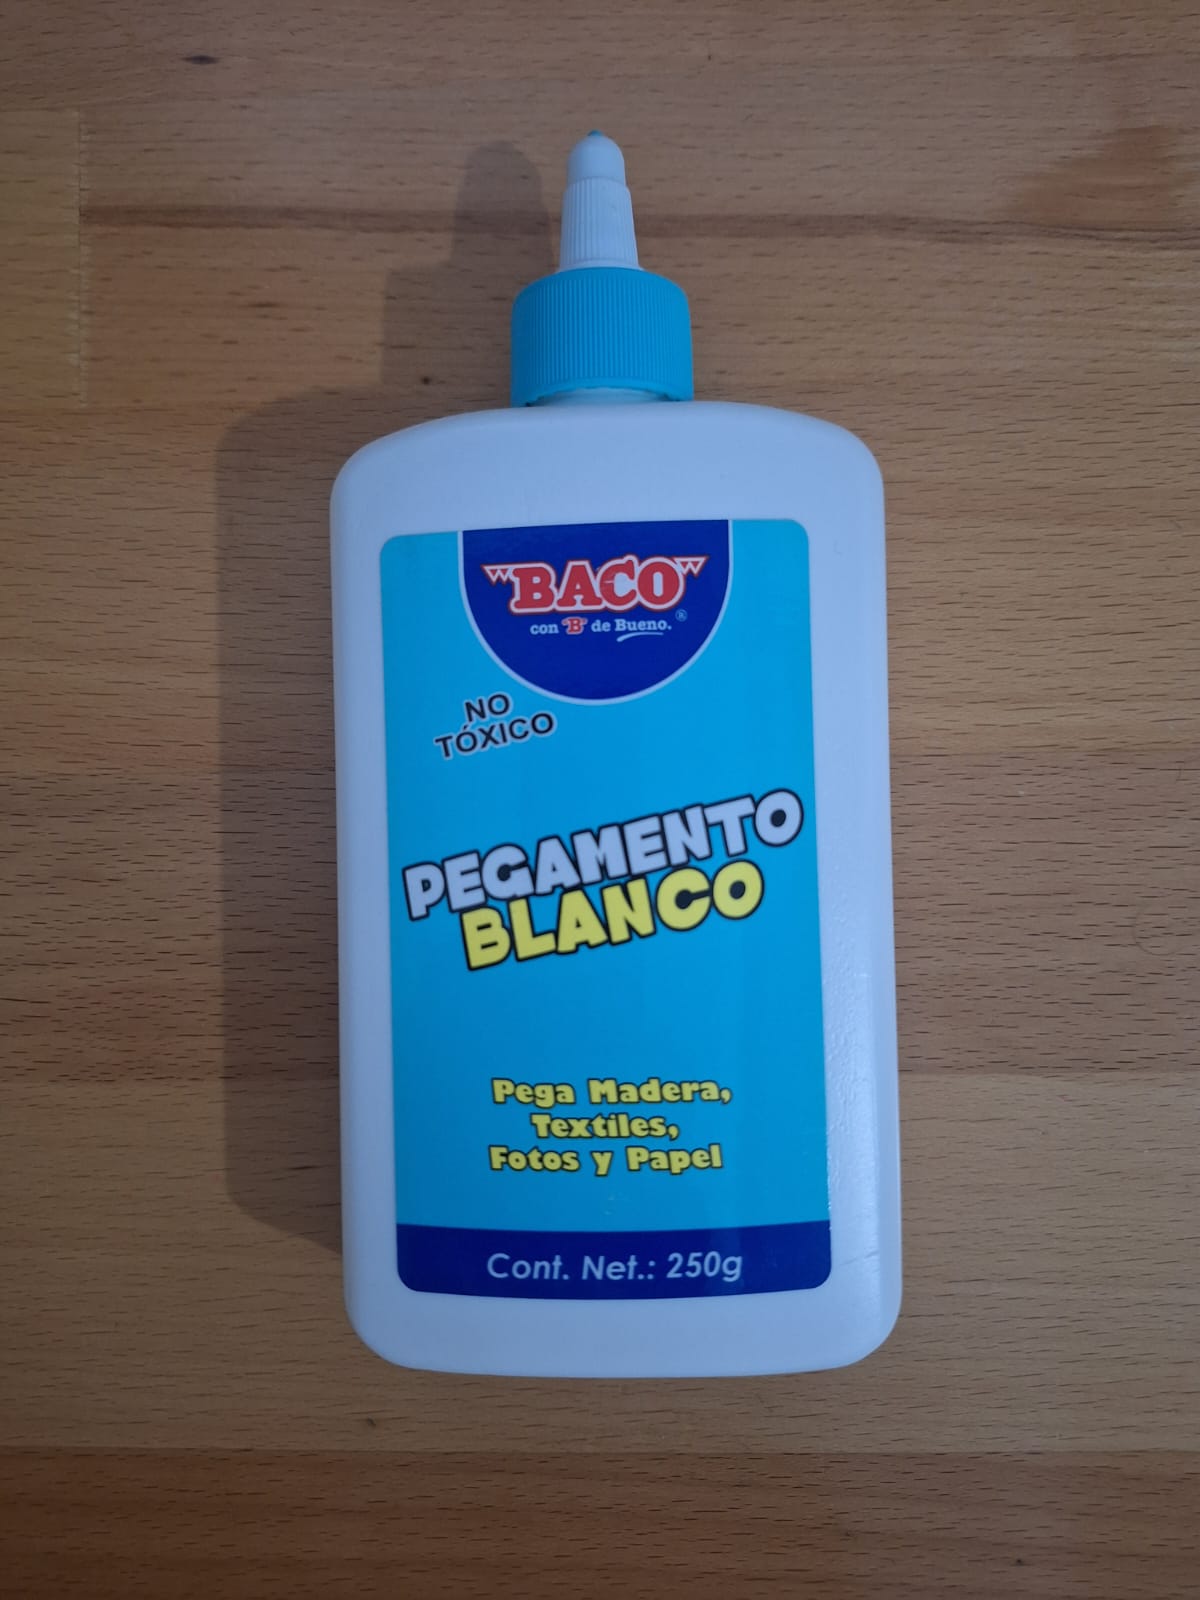 "BACO"®
con "B" de Bueno.
NO
TÓXICO
PEGAMENTO
BLANCO
Pega Madera,
Textiles,
Fotos y Papel
Cont. Net.: 250g